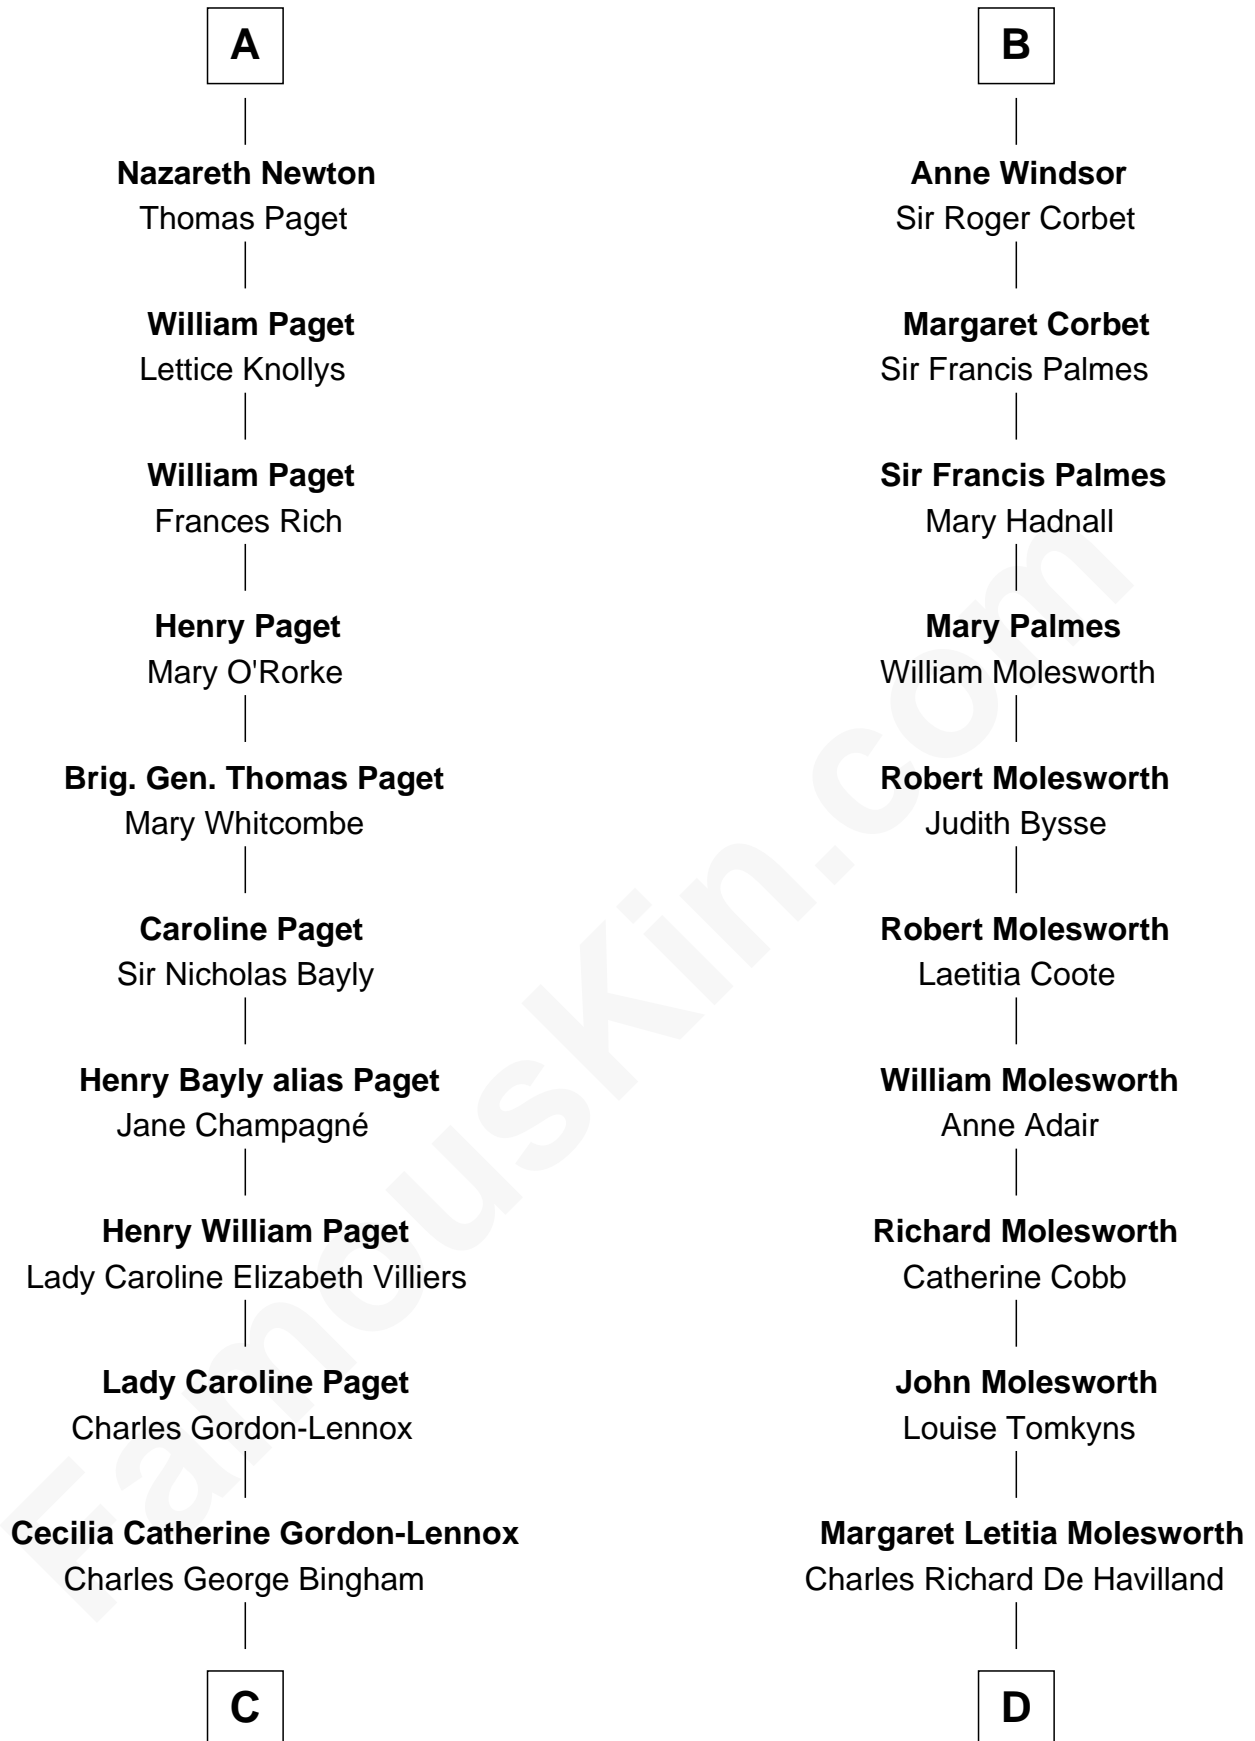 A
Nazareth Newton
Thomas Paget
William Paget
Lettice Knollys
William Paget
Frances Rich
Henry Paget
Mary O'Rorke
Brig. Gen. Thomas Paget
Mary Whitcombe
Caroline Paget
Sir Nicholas Bayly
Henry Bayly alias Paget
Jane Champagné
Henry William Paget
Lady Caroline Elizabeth Villiers
Lady Caroline Paget
Charles Gordon-Lennox
Cecilia Catherine Gordon-Lennox
Charles George Bingham
C
B
Anne Windsor
Sir Roger Corbet
Margaret Corbet
Sir Francis Palmes
Sir Francis Palmes
Mary Hadnall
Mary Palmes
William Molesworth
Robert Molesworth
Judith Bysse
Robert Molesworth
Laetitia Coote
William Molesworth
Anne Adair
Richard Molesworth
Catherine Cobb
John Molesworth
Louise Tomkyns
Margaret Letitia Molesworth
Charles Richard De Havilland
D
FamousKin.com